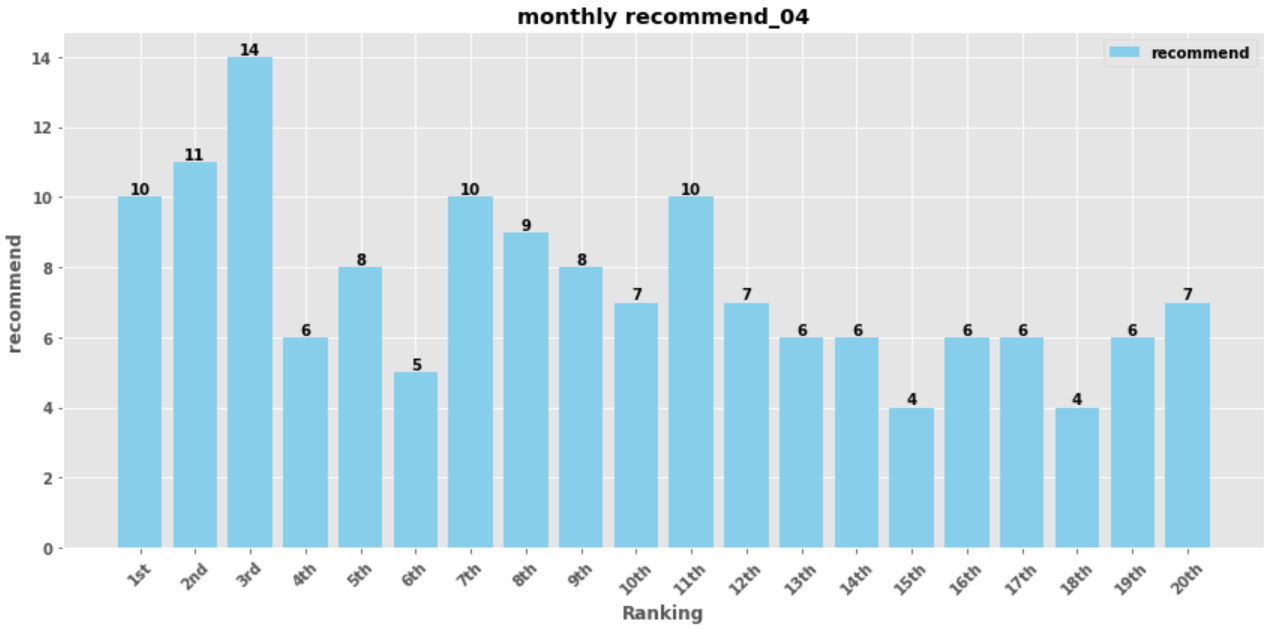 monthly recommend_04
recommend
14
12
10
8
6
4
2
0
recommend
10
11
14
6
8
5
10
9
8
7
10
7
6
6
4
6
6
4
6
7
1st
2nd
3rd
4th
5th
6th
7th
8th
9th
10th
11th
12th
13th
14th
15th
16th
17th
18th
19th
20th
Ranking